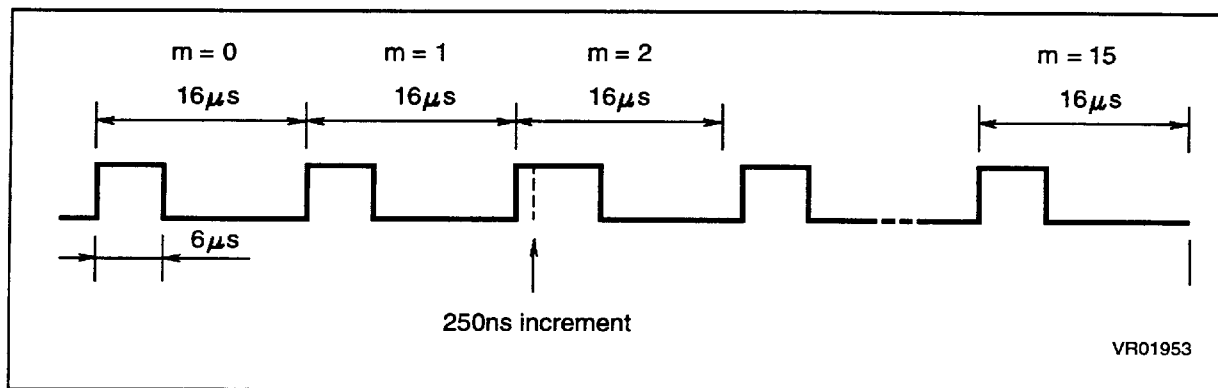 m = 0 m = 1 m = 2 m = 15
16μs 16μs 16μs 16μs
6μs
250ns increment
VR01953